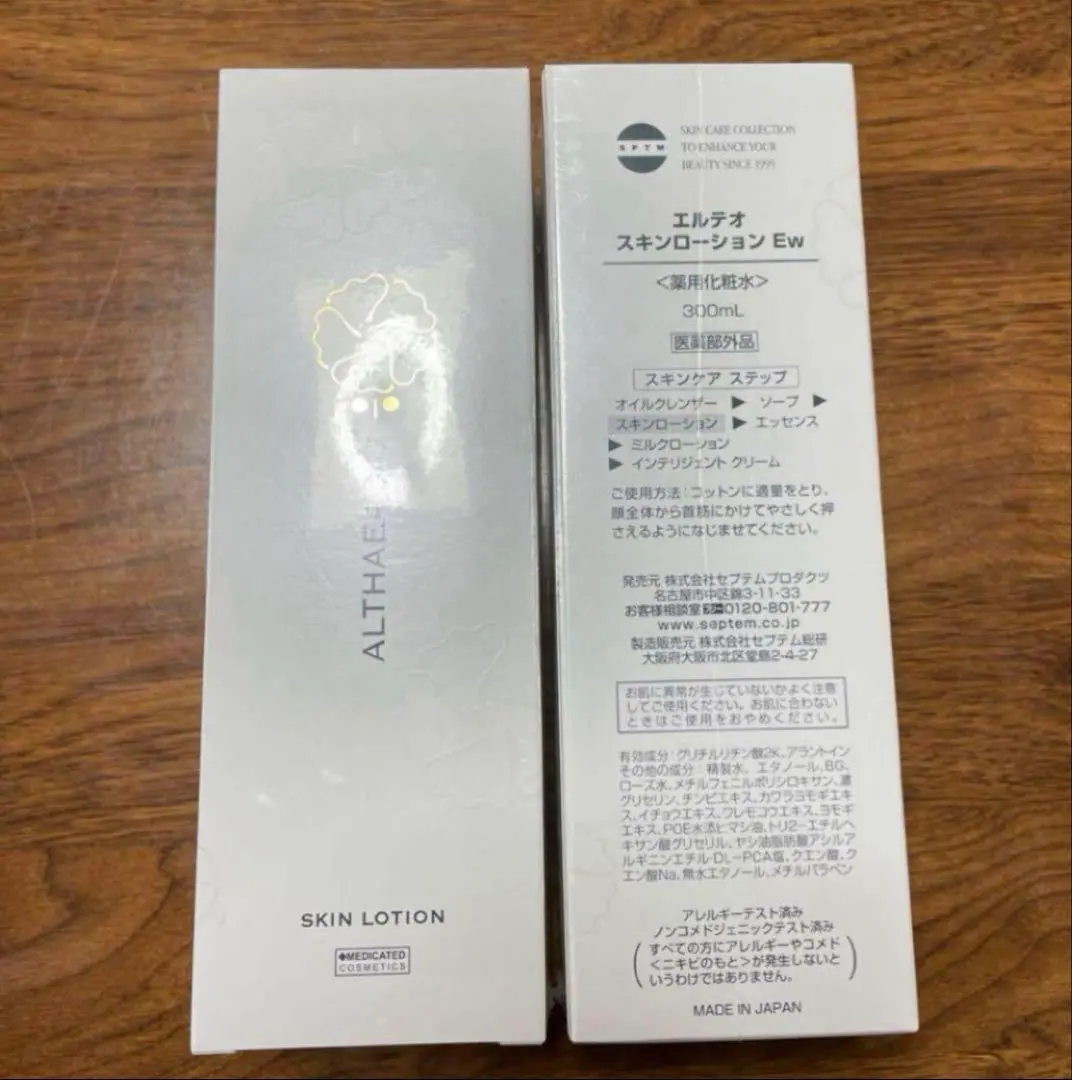 ALTHAE
SKIN LOTION
MEDICATED
COSMETICS
SPTM
SKIN CARE COLLECTION
TO ENHANCE YOUR
BEAUTY SINCE 1995
エルテオ
スキンローション Ew
<薬用化粧水>
300mL
医薬部外品
スキンケア ステップ
オイルクレンザー ▶ ソープ ▶
スキンローション ▶ エッセンス
▶ ミルクローション
▶ インテリジェント クリーム
ご使用方法：コットンに適量をとり、
顔全体から首筋にかけてやさしく押
さえるようになじませてください。
発売元 株式会社セプテムプロダクツ
名古屋市中区錦3-11-33
お客様相談室 0120-801-777
www.septem.co.jp
製造販売元 株式会社セプテム総研
大阪府大阪市北区堂島2-4-27
お肌に異常が生じていないかよく注意
してご使用ください。お肌に合わない
ときはご使用をおやめください。
有効成分：グリチルリチン酸2K、アラントイン
その他の成分：精製水、エタノール、BG、
ローズ水、メチルフェニルポリシロキサン、濃
グリセリン、チンピエキス、カワラヨモギエキ
ス、イチョウエキス、ワレモコウエキス、ヨモギ
エキス、POE水添ヒマシ油、トリ2-エチルヘ
キサン酸グリセリル、ヤシ油脂肪酸アシルア
ルギニンエチル・DL-PCA塩、クエン酸、ク
エン酸Na、無水エタノール、メチルパラベン
アレルギーテスト済み
ノンコメドジェニックテスト済み
(すべての方にアレルギーやコメド
<ニキビのもと>が発生しないと
いうわけではありません。)
MADE IN JAPAN